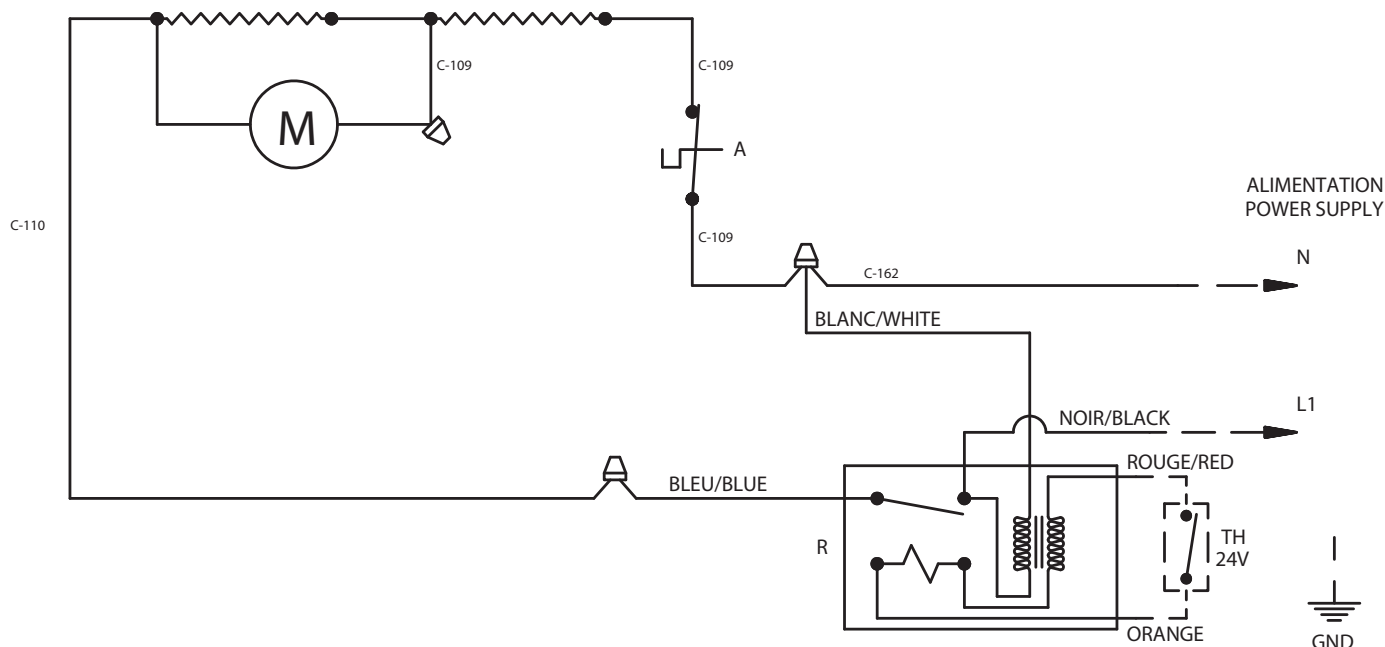 C-109
C-109
M
A
ALIMENTATION
POWER SUPPLY
C-110
C-109
N
C-162
BLANC/WHITE
L1
NOIR/BLACK
ROUGE/RED
BLEU/BLUE
R
TH
24V
ORANGE
GND